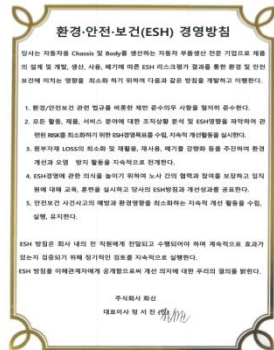 환경·안전·보건(ESH) 경영방침
당사는 자동차용 Chassis 및 Body를 생산하는 자동차 부품생산 전문 기업으로 제품
의 설계 및 개발, 생산, 사용, 폐기에 따른 ESH 리스크평가 결과를 통한 환경 및 안전
보건에 미치는 영향을 최소화 하기 위하여 다음과 같은 방침을 개발하고 이행한다.
1. 환경/안전보건 관련 법규를 비롯한 제반 준수의무 사항을 철저히 준수한다.
2. 모든 활동, 제품, 서비스 분야에 대한 조직상황 분석 및 ESH영향을 파악하여 관
련된 RISK를 최소화하기 위한 ESH경영목표를 수립, 지속적 개선활동을 실시한다.
3. 원부자재 LOSS의 최소화 및 재활용, 재사용, 폐기물 감량화 등을 추진하여 환경
개선과 오염 방지 활동을 지속적으로 전개한다.
4. ESH경영에 관한 의식을 높이기 위하여 노사 간의 협력과 참여를 보장하고 임직
원에 대해 교육, 훈련을 실시하고 당사의 ESH방침과 개선성과를 공표한다.
5. 안전보건 사건사고의 예방과 환경영향을 최소화하는 지속적 개선 활동을 수립,
실행, 유지한다.
ESH 방침은 회사 내의 전 직원에게 전달되고 수행되어야 하며 계속적으로 효과가
있는지 검증되기 위해 정기적인 검토를 지속적으로 실행한다.
ESH 방침을 이해관계자에게 공개함으로써 개선 의지에 대한 우리의 결의를 밝힌다.
주식회사 화신
대표이사 정 서 진